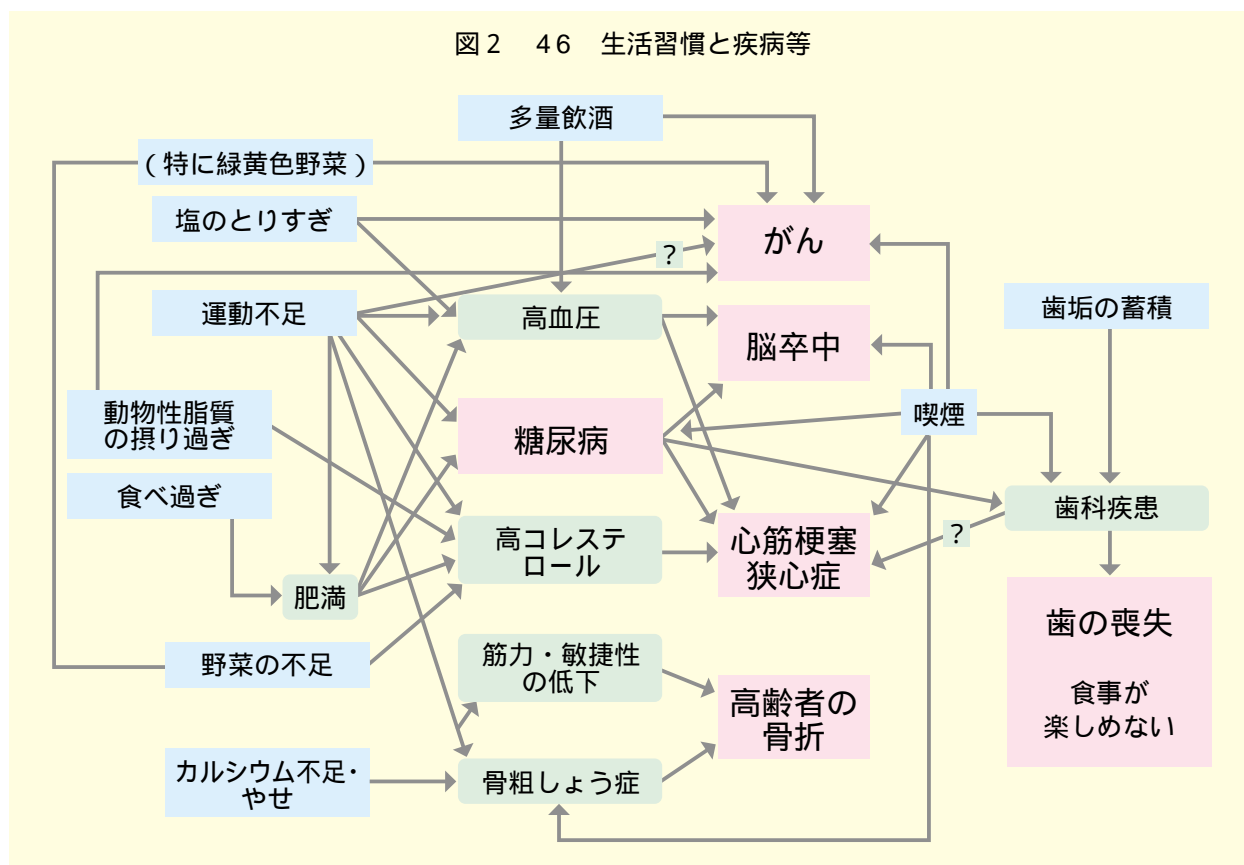 図2 46 生活習慣と疾病等
多量飲酒
(特に緑黄色野菜)
塩のとりすぎ
がん
?
運動不足
高血圧
歯垢の蓄積
脳卒中
動物性脂質
の摂り過ぎ
糖尿病
喫煙
食べ過ぎ
歯科疾患
高コレステ
ロール
心筋梗塞
狭心症
?
肥満
歯の喪失
食事が
楽しめない
野菜の不足
筋力・敏捷性
の低下
高齢者の
骨折
カルシウム不足・
やせ
骨粗しょう症